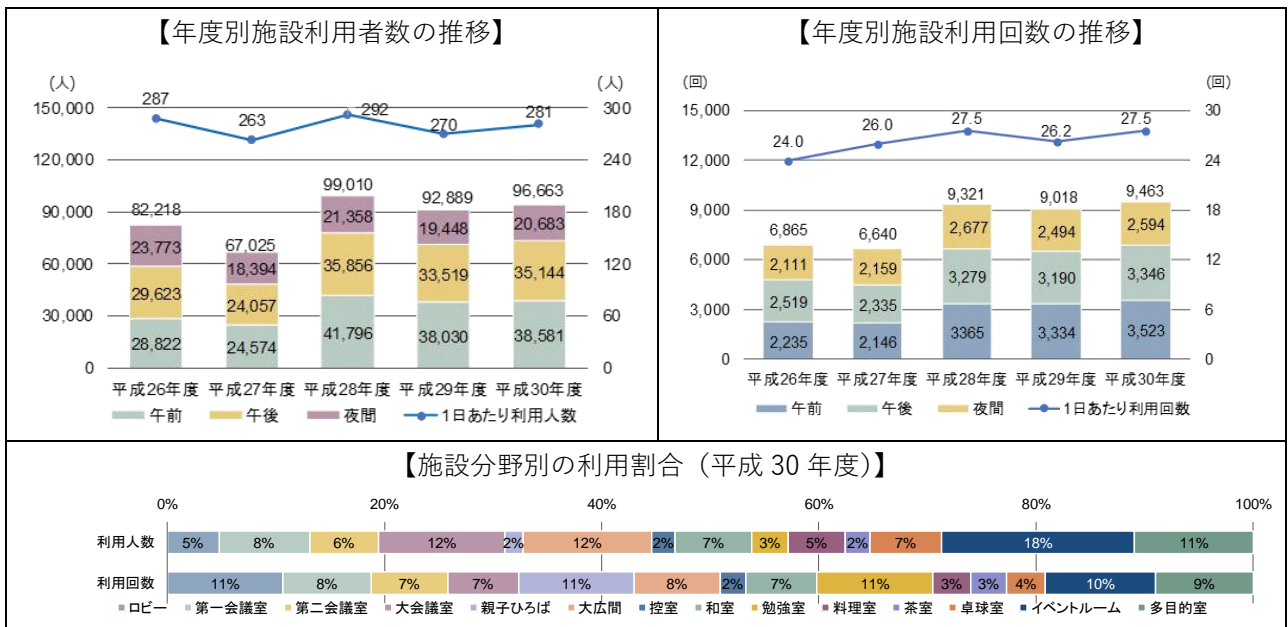 【年度別施設利用者数の推移】
(人) (人)
287 263 292 270 281
150,000 300
120,000 240
90,000 180
60,000 120
30,000 60
0 0
82,218 67,025 99,010 92,889 96,663
23,773 18,394 21,358 19,448 20,683
29,623 24,057 35,856 33,519 35,144
28,822 24,574 41,796 38,030 38,581
平成26年度 平成27年度 平成28年度 平成29年度 平成30年度
午前 午後 夜間 1日あたり利用人数
【年度別施設利用回数の推移】
(回) (回)
15,000 30
12,000 24
9,000 18
6,000 12
3,000 6
0 0
24.0 26.0 27.5 26.2 27.5
6,865 6,640 9,321 9,018 9,463
2,111 2,159 2,677 2,494 2,594
2,519 2,335 3,279 3,190 3,346
2,235 2,146 3365 3,334 3,523
平成26年度 平成27年度 平成28年度 平成29年度 平成30年度
午前 午後 夜間 1日あたり利用回数
【施設分野別の利用割合（平成 30 年度）】
0% 20% 40% 60% 80% 100%
利用人数 5% 8% 6% 12% 2% 12% 2% 7% 3% 5% 2% 7% 18% 11%
利用回数 11% 8% 7% 7% 11% 8% 2% 7% 11% 3% 3% 4% 10% 9%
ロビー 第一会議室 第二会議室 大会議室 親子ひろば 大広間 控室 和室 勉強室 料理室 茶室 卓球室 イベントルーム 多目的室